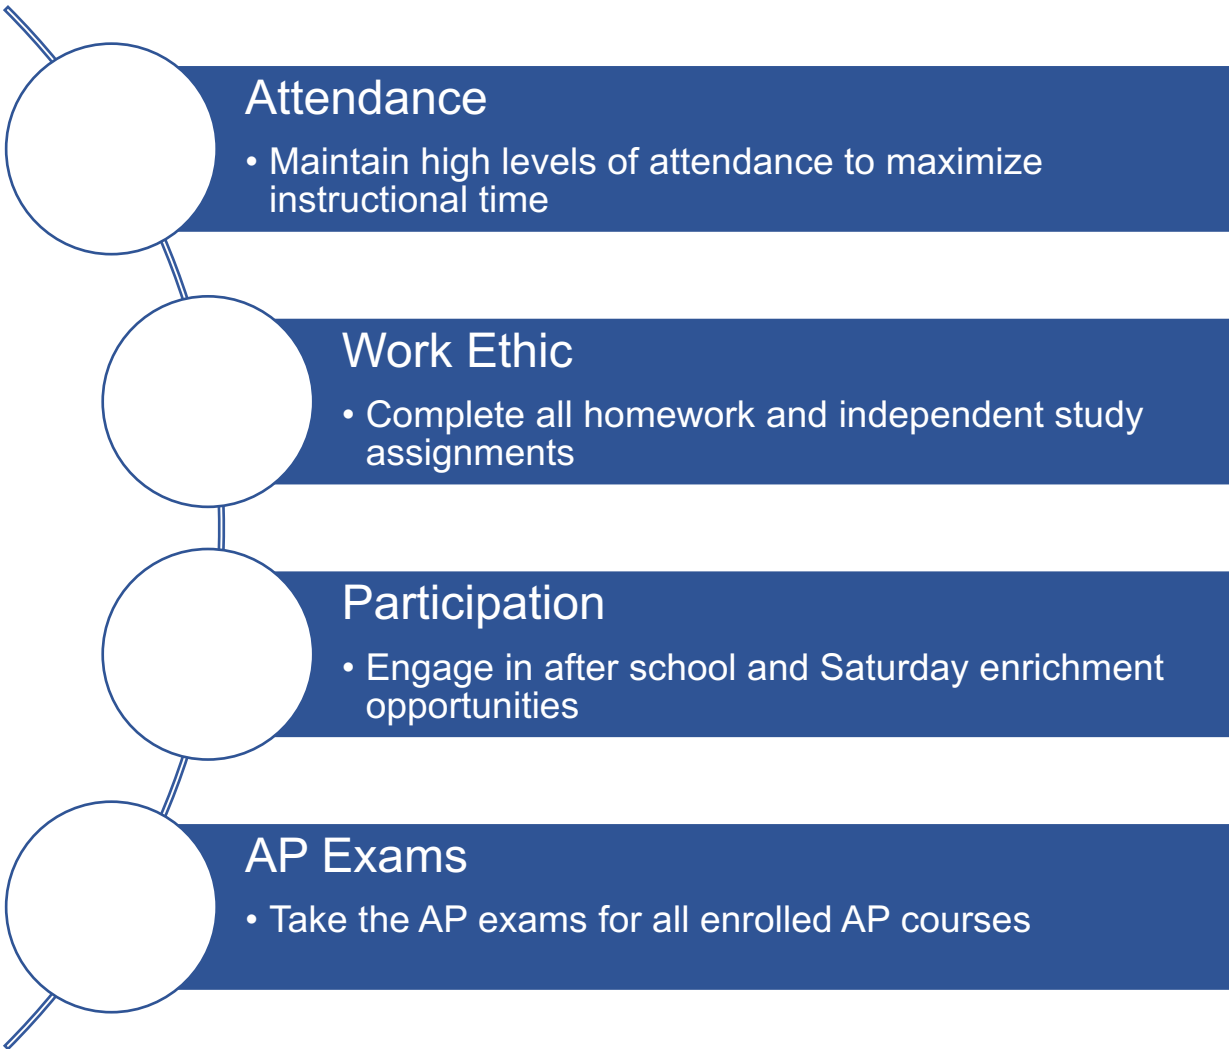 Attendance
• Maintain high levels of attendance to maximize
instructional time
Work Ethic
• Complete all homework and independent study
assignments
Participation
• Engage in after school and Saturday enrichment
opportunities
AP Exams
• Take the AP exams for all enrolled AP courses